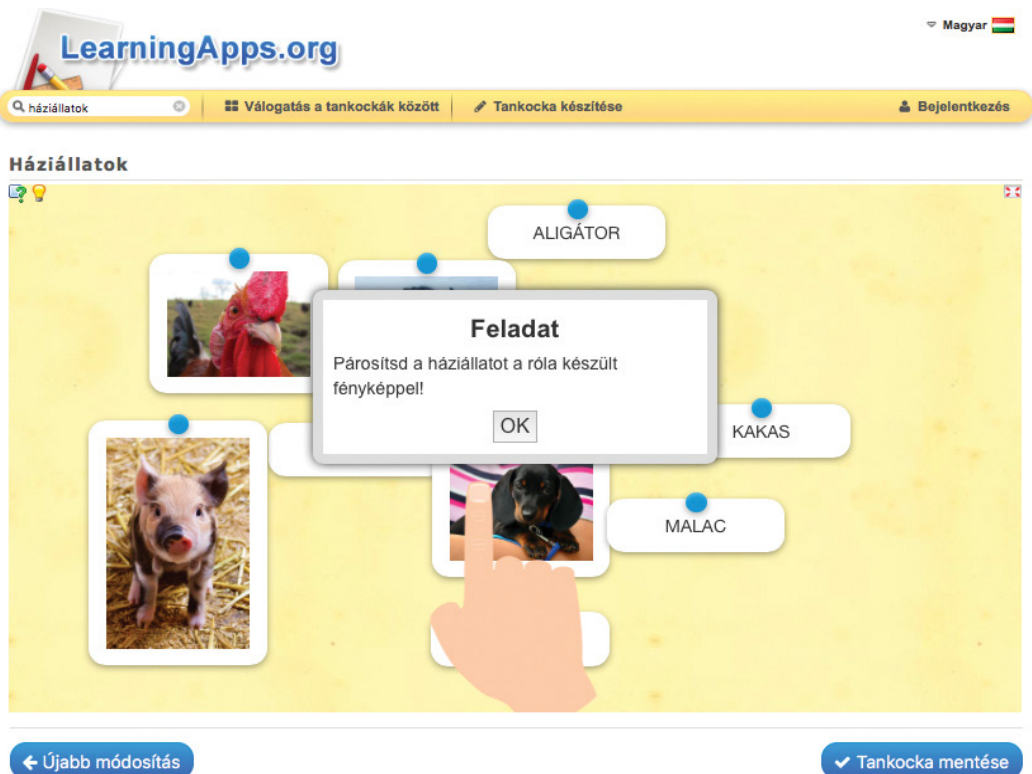 LearningApps.org
Magyar
háziállatok
Válogatás a tankockák között
Tankocka készítése
Bejelentkezés
Háziállatok
ALIGÁTOR
Feladat
Párosítsd a háziállatot a róla készült
fényképpel!
OK
KAKAS
MALAC
Újabb módosítás
Tankocka mentése